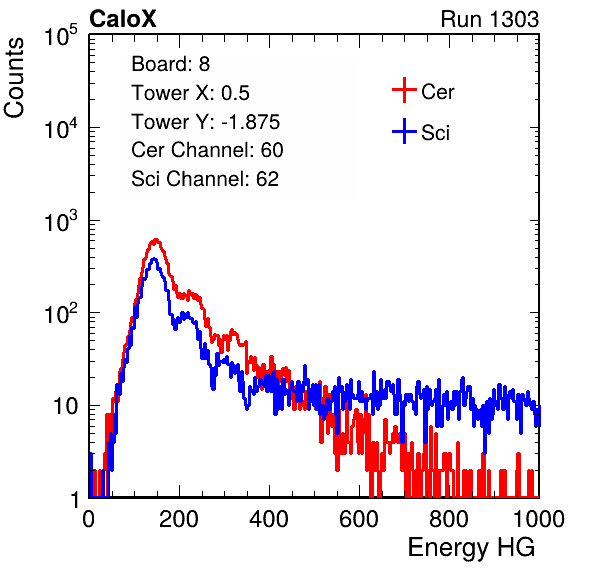 CaloX Run 1303
Counts
Board: 8
Tower X: 0.5
Tower Y: -1.875
Cer Channel: 60
Sci Channel: 62
Cer
Sci
10^5
10^4
10^3
10^2
10
1
0 200 400 600 800 1000
Energy HG